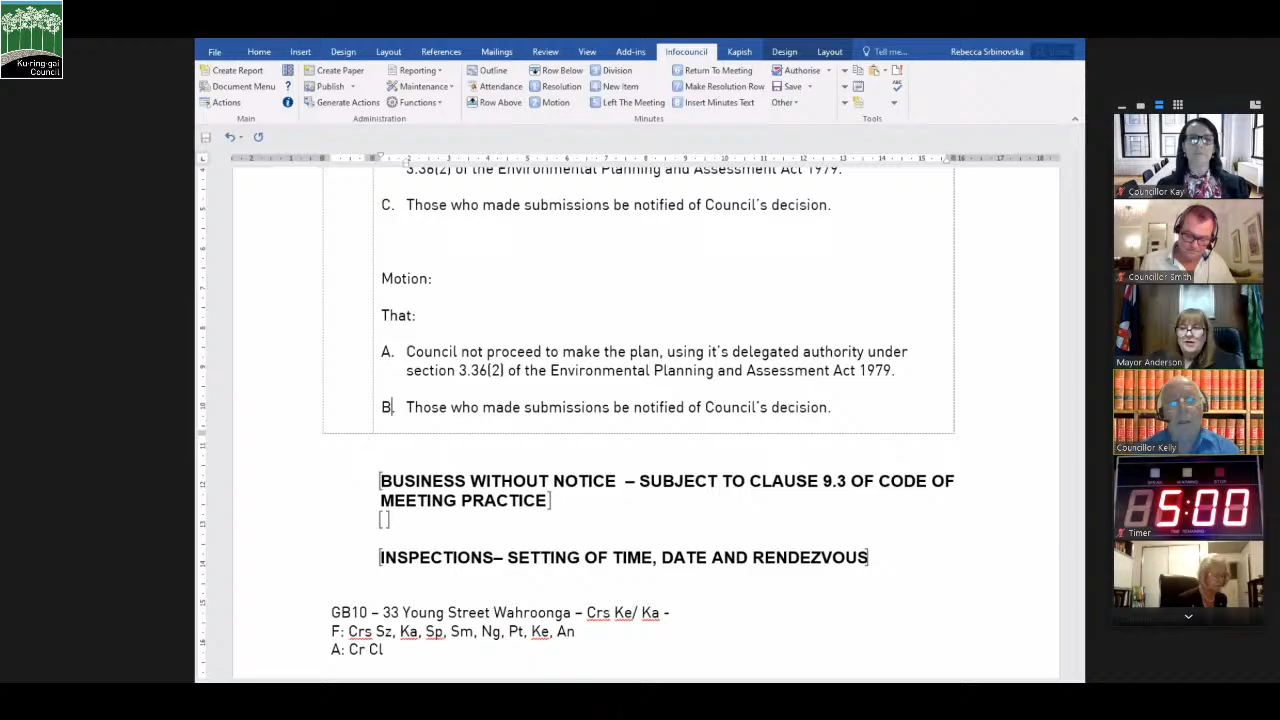 Ku-ring-gai
Council
File Home Insert Design Layout References Mailings Review View Add-ins Infocouncil Kapish Design Layout Tell me... Rebecca Srbinovska
Create Report Create Paper Reporting Outline Row Below Division Return To Meeting Authorise
Document Menu ? Publish Maintenance Attendance Resolution New Item Make Resolution Row Save
Actions Generate Actions Functions Row Above Motion Left The Meeting Insert Minutes Text Other
Main Administration Minutes Tools
3.36(2) of the Environmental Planning and Assessment Act 1979.
C. Those who made submissions be notified of Council's decision.
Motion:
That:
A. Council not proceed to make the plan, using it's delegated authority under
section 3.36(2) of the Environmental Planning and Assessment Act 1979.
B. Those who made submissions be notified of Council's decision.
[BUSINESS WITHOUT NOTICE – SUBJECT TO CLAUSE 9.3 OF CODE OF
MEETING PRACTICE]
[ ]
[INSPECTIONS– SETTING OF TIME, DATE AND RENDEZVOUS]
GB10 – 33 Young Street Wahroonga – Crs Ke/ Ka -
F: Crs Sz, Ka, Sp, Sm, Ng, Pt, Ke, An
A: Cr Cl
Councillor Kay
Councillor Smith
Mayor Anderson
Councillor Kelly
SPEAK WARNING STOP
5:00
TIME REMAINING
Timer